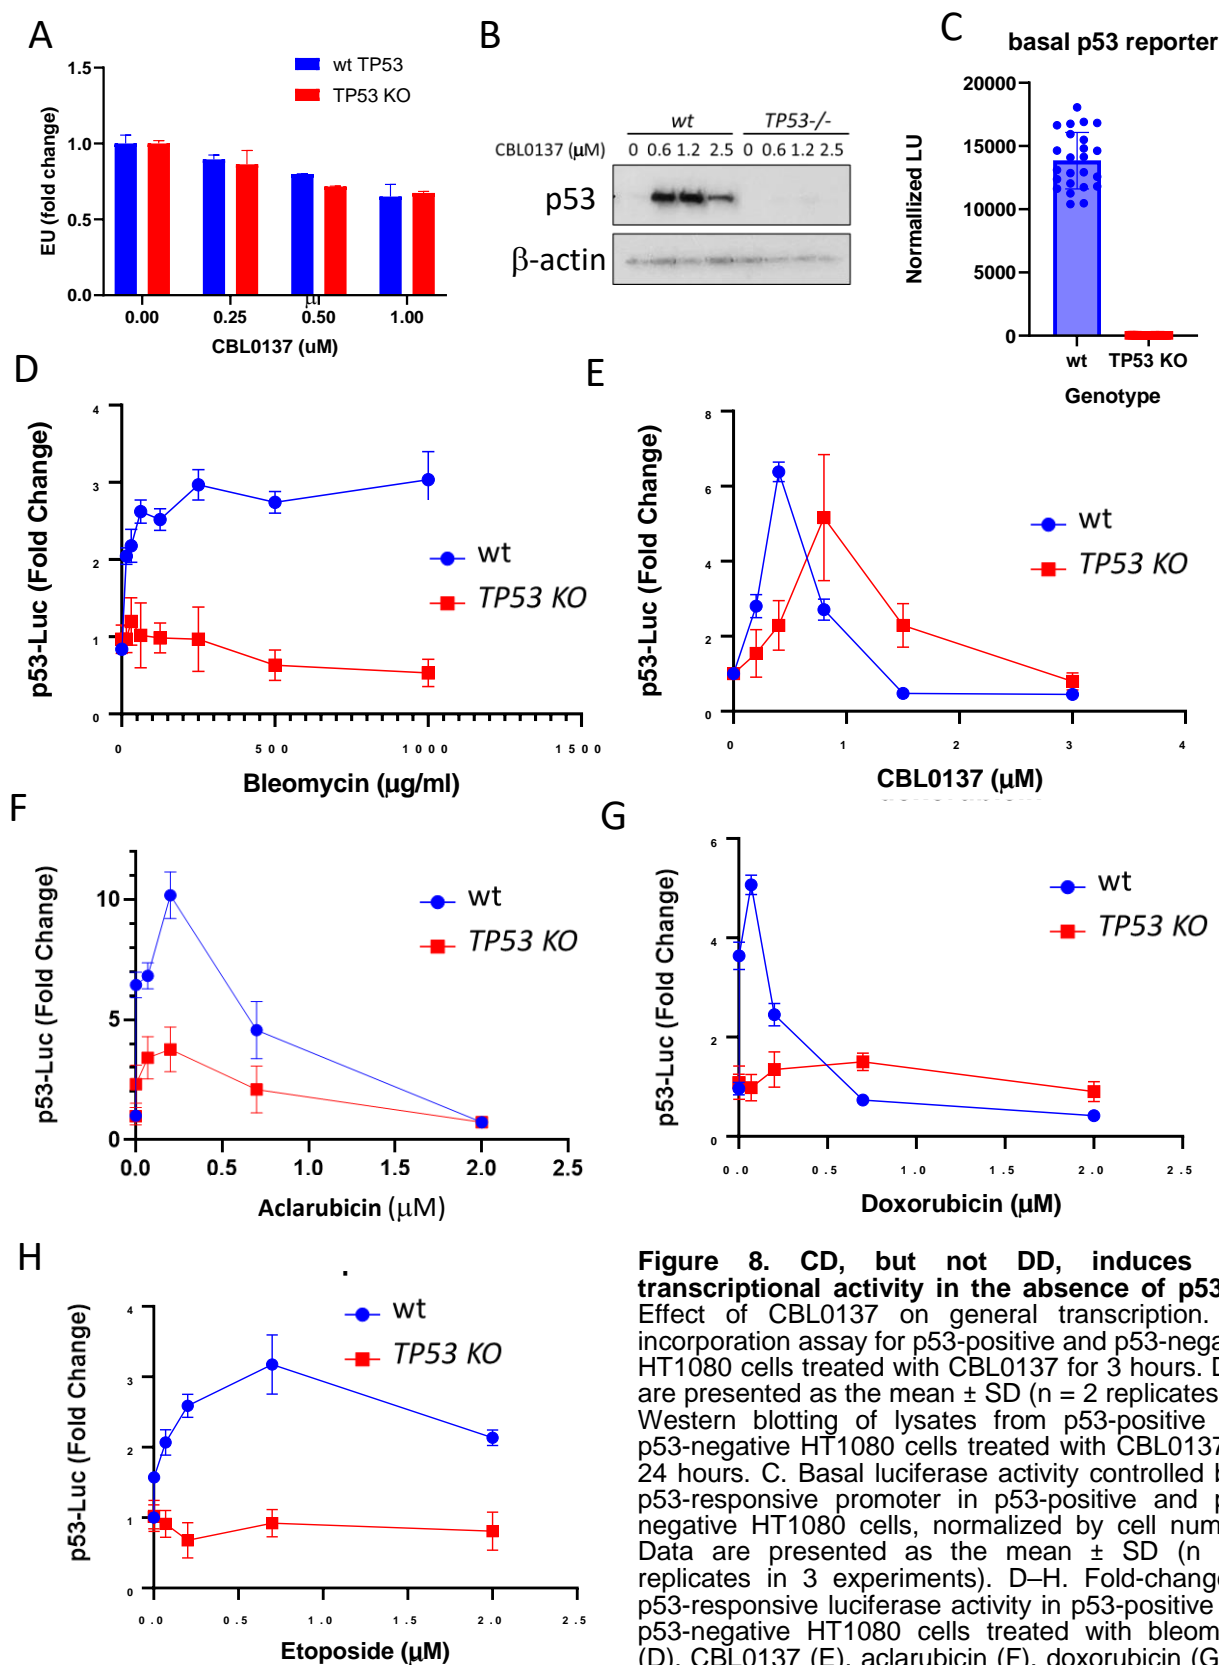 A
wt TP53
TP53 KO
1.5
1.0
0.5
0.0
EU (fold change)
0.00 0.25 0.50 1.00
μ
CBL0137 (uM)
B
wt TP53-/-
CBL0137 (μM) 0 0.6 1.2 2.5 0 0.6 1.2 2.5
p53
β-actin
C
basal p53 reporter
20000
15000
10000
5000
0
Normallized LU
wt TP53 KO
Genotype
D
4
3
2
1
0
p53-Luc (Fold Change)
wt
TP53 KO
0 500 1000 1500
Bleomycin (μg/ml)
E
8
6
4
2
0
p53-Luc (Fold Change)
wt
TP53 KO
0 1 2 3 4
CBL0137 (μM)
F
10
5
0
p53-Luc (Fold Change)
wt
TP53 KO
0.0 0.5 1.0 1.5 2.0 2.5
Aclarubicin (μM)
G
6
4
2
0
p53-Luc (Fold Change)
wt
TP53 KO
0.0 0.5 1.0 1.5 2.0 2.5
Doxorubicin (μM)
H
4
3
2
1
0
p53-Luc (Fold Change)
wt
TP53 KO
0.0 0.5 1.0 1.5 2.0 2.5
Etoposide (μM)
Figure 8. CD, but not DD, induces
transcriptional activity in the absence of p53
Effect of CBL0137 on general transcription.
incorporation assay for p53-positive and p53-nega
HT1080 cells treated with CBL0137 for 3 hours. D
are presented as the mean ± SD (n = 2 replicates
Western blotting of lysates from p53-positive
p53-negative HT1080 cells treated with CBL0137
24 hours. C. Basal luciferase activity controlled b
p53-responsive promoter in p53-positive and p
negative HT1080 cells, normalized by cell num
Data are presented as the mean ± SD (n
replicates in 3 experiments). D–H. Fold-change
p53-responsive luciferase activity in p53-positive
p53-negative HT1080 cells treated with bleom
(D), CBL0137 (E), aclarubicin (F), doxorubicin (G